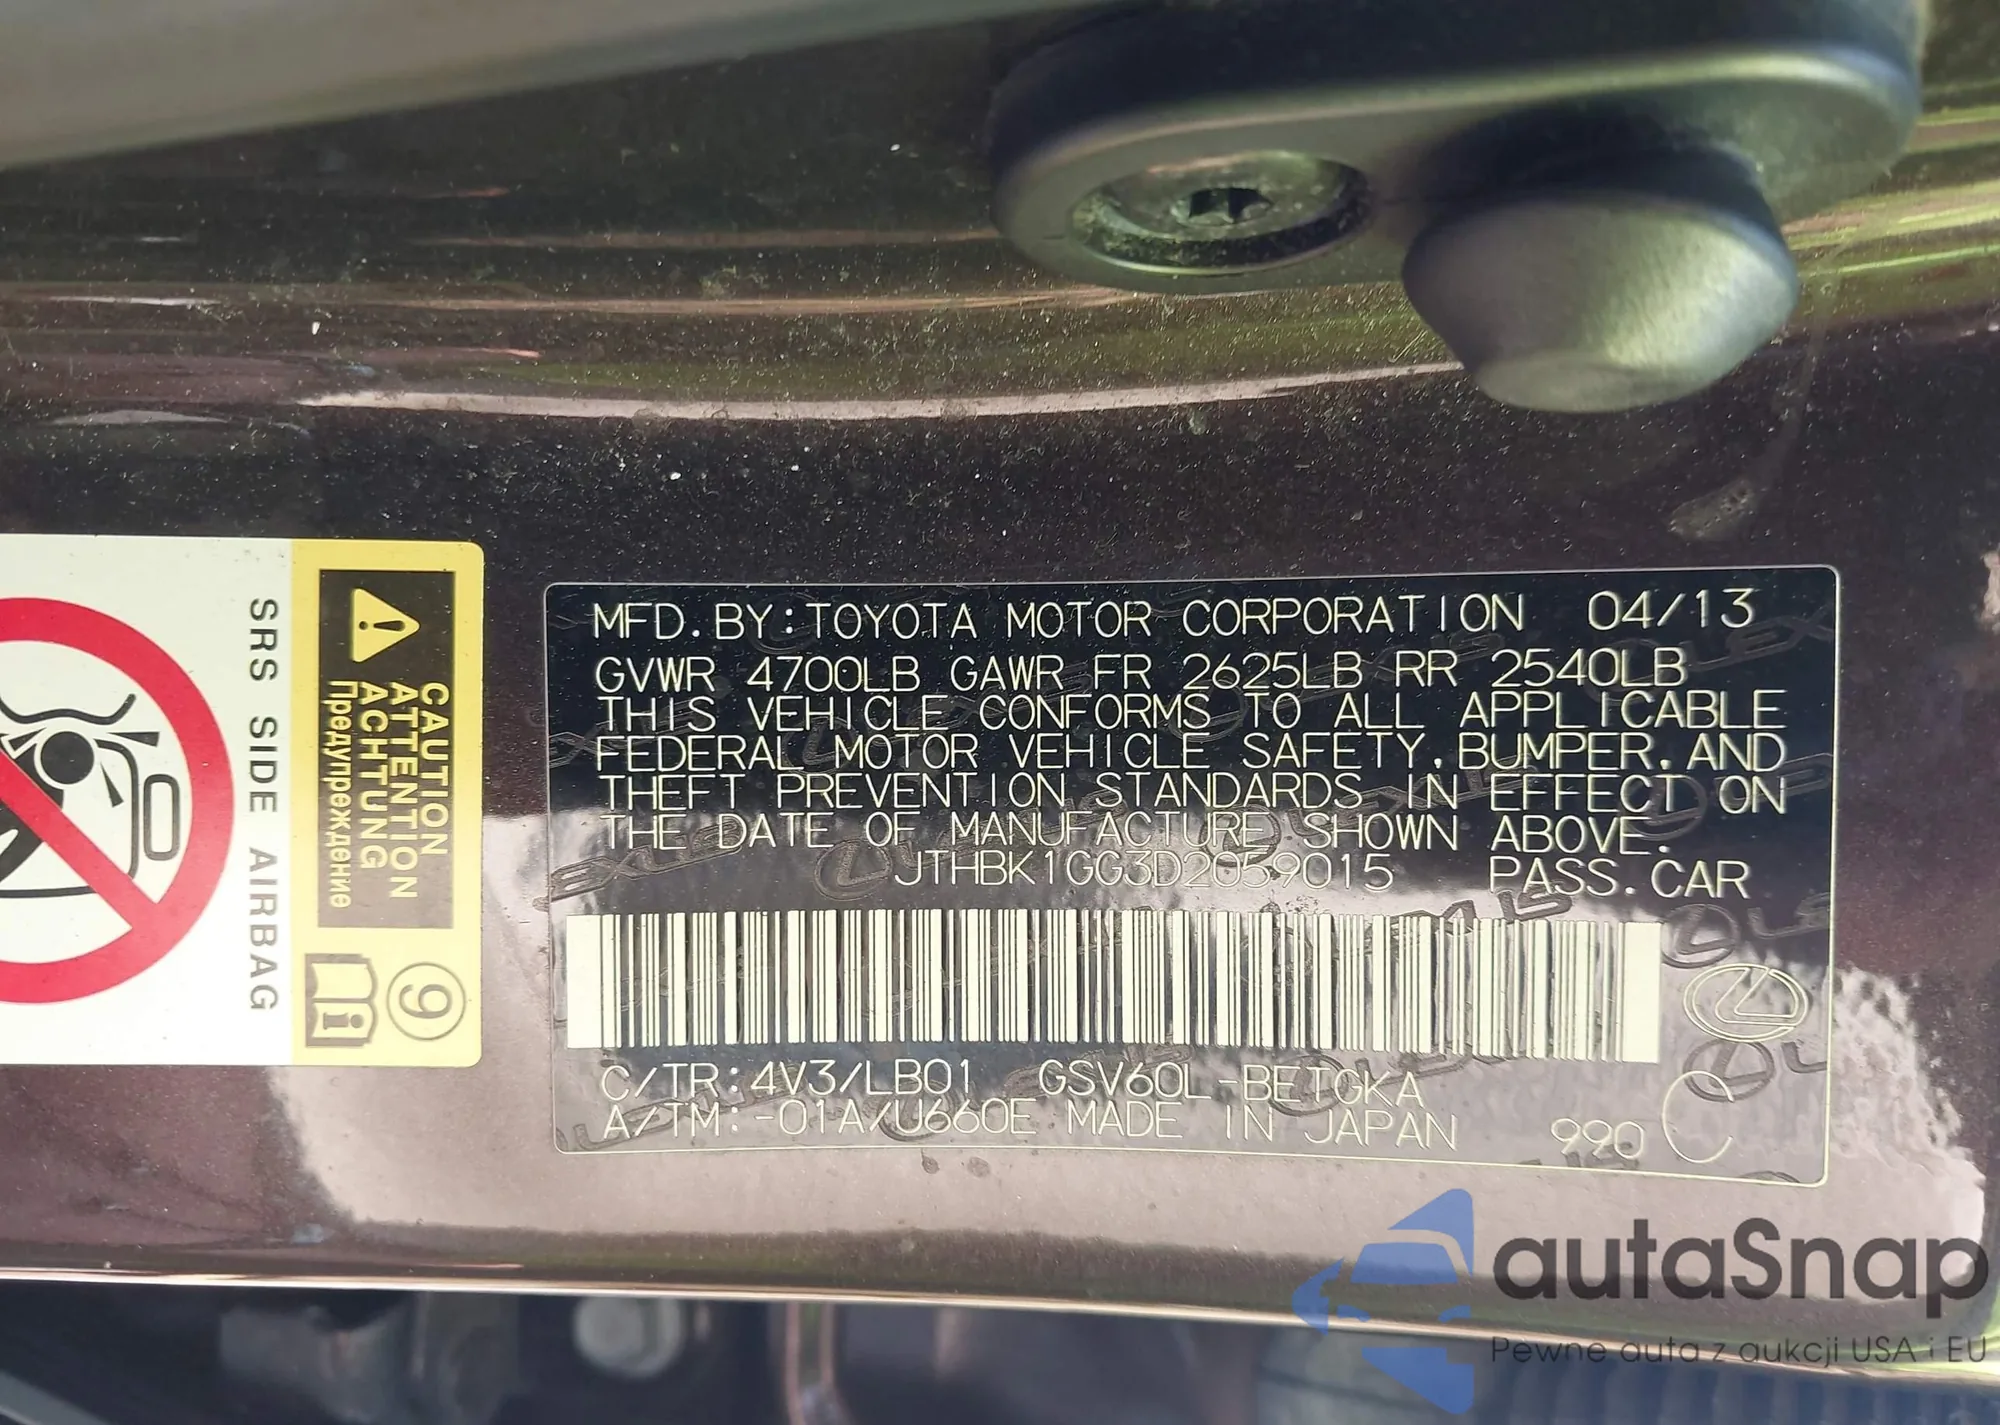 MFD. BY: TOYOTA MOTOR CORPORATION 04/13
GVWR 4700LB GAWR FR 2625LB RR 2540LB
THIS VEHICLE CONFORMS TO ALL APPLICABLE
FEDERAL MOTOR VEHICLE SAFETY, BUMPER, AND
THEFT PREVENTION STANDARDS IN EFFECT ON
THE DATE OF MANUFACTURE SHOWN ABOVE.
JTHBK1GG3D2059015 PASS. CAR
C/TR: 4V3/LB01 GSV60L-BETGKA
A/TM: -01A/U660E MADE IN JAPAN 990 C
CAUTION
ATTENTION
ACHTUNG
Предупреждение
9
i
SRS SIDE AIRBAG
autaSnap
Pewne auta z aukcji USA i EU